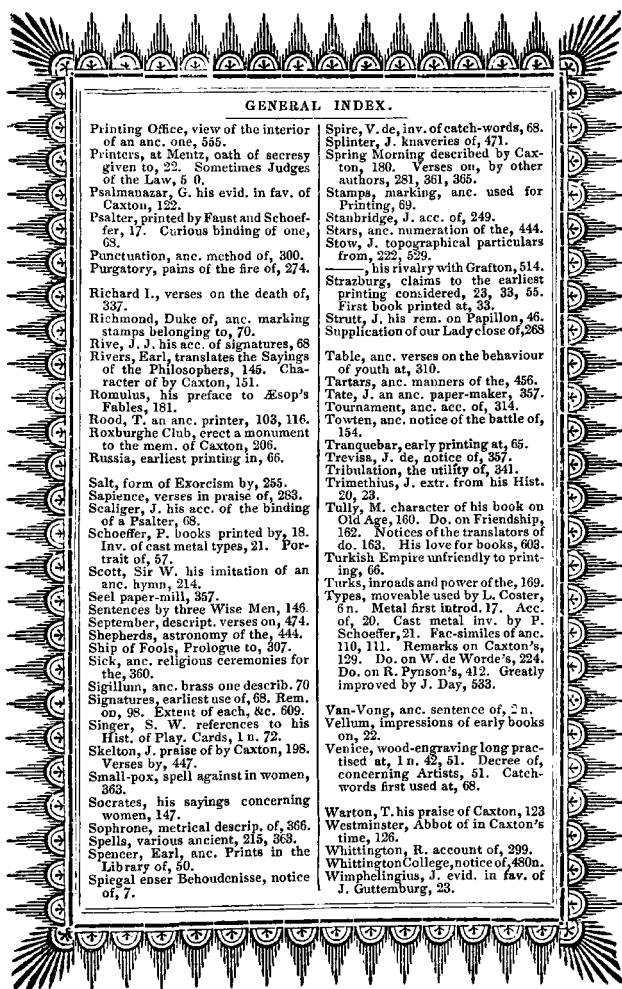 GENERAL INDEX.
Printing Office, view of the interior
of an anc. one, 555.
Printers, at Mentz, oath of secresy
given to, 22. Sometimes Judges
of the Law, 5 0.
Psalmanazar, G. his evid. in fav. of
Caxton, 122.
Psalter, printed by Faust and Schoef-
fer, 17. Curious binding of one,
68.
Punctuation, anc. method of, 300.
Purgatory, pains of the fire of, 274.
Richard I., verses on the death of,
337.
Richmond, Duke of, anc. marking
stamps belonging to, 70.
Rive, J. J. his acc. of signatures, 68
Rivers, Earl, translates the Sayings
of the Philosophers, 145. Cha-
racter of by Caxton, 151.
Romulus, his preface to Æsop's
Fables, 181.
Rood, T. an anc. printer, 103, 116.
Roxburghe Club, erect a monument
to the mem. of Caxton, 206.
Russia, earliest printing in, 66.
Salt, form of Exorcism by, 255.
Sapience, verses in praise of, 283.
Scaliger, J. his acc. of the binding
of a Psalter, 68.
Schoeffer, P. books printed by, 18.
Inv. of cast metal types, 21. Por-
trait of, 57.
Scott, Sir W. his imitation of an
anc. hymn, 214.
Seel paper-mill, 357.
Sentences by three Wise Men, 146.
September, descript. verses on, 474.
Shepherds, astronomy of the, 444.
Ship of Fools, Prologue to, 307.
Sick, anc. religious ceremonies for
the, 360.
Sigillum, anc. brass one describ. 70
Signatures, earliest use of, 68. Rem.
on, 98. Extent of each, &c. 609.
Singer, S. W. references to his
Hist. of Play. Cards, 1 n. 72.
Skelton, J. praise of by Caxton, 198.
Verses by, 447.
Small-pox, spell against in women,
363.
Socrates, his sayings concerning
women, 147.
Sophrone, metrical descrip. of, 366.
Spells, various ancient, 215, 363.
Spencer, Earl, anc. Prints in the
Library of, 50.
Spiegal enser Behoudenisse, notice
of, 7.
Spire, V. de, inv. of catch-words, 68.
Splinter, J. knaveries of, 471.
Spring Morning described by Cax-
ton, 180. Verses on, by other
authors, 281, 361, 365.
Stamps, marking, anc. used for
Printing, 69.
Stanbridge, J. acc. of, 249.
Stars, anc. numeration of the, 444.
Stow, J. topographical particulars
from, 222, 529.
———, his rivalry with Grafton, 514.
Strazburg, claims to the earliest
printing considered, 23, 33, 55.
First book printed at, 33.
Strutt, J. his rem. on Papillon, 46.
Supplication of our Lady close of, 268
Table, anc. verses on the behaviour
of youth at, 310.
Tartars, anc. manners of the, 456.
Tate, J. an anc. paper-maker, 357.
Tournament, anc. acc. of, 314.
Towten, anc. notice of the battle of,
154.
Tranquebar, early printing at, 65.
Trevisa, J. de, notice of, 357.
Tribulation, the utility of, 341.
Trimethius, J. extr. from his Hist.
20, 23.
Tully, M. character of his book on
Old Age, 160. Do. on Friendship,
162. Notices of the translators of
do. 163. His love for books, 603.
Turkish Empire unfriendly to print-
ing, 66.
Turks, inroads and power of the, 169.
Types, moveable used by L. Coster,
6 n. Metal first introd. 17. Acc.
of, 20. Cast metal inv. by P.
Schoeffer, 21. Fac-similes of anc.
110, 111. Remarks on Caxton's,
129. Do. on W. de Worde's, 224.
Do. on R. Pynson's, 412. Greatly
improved by J. Day, 533.
Van-Vong, anc. sentence of, 2 n.
Vellum, impressions of early books
on, 22.
Venice, wood-engraving long prac-
tised at, 1 n. 42, 51. Decree of,
concerning Artists, 51. Catch-
words first used at, 68.
Warton, T. his praise of Caxton, 123
Westminster, Abbot of in Caxton's
time, 126.
Whittington, R. account of, 299.
Whittington College, notice of, 480n.
Wimphelingius, J. evid. in fav. of
J. Guttemburg, 23.